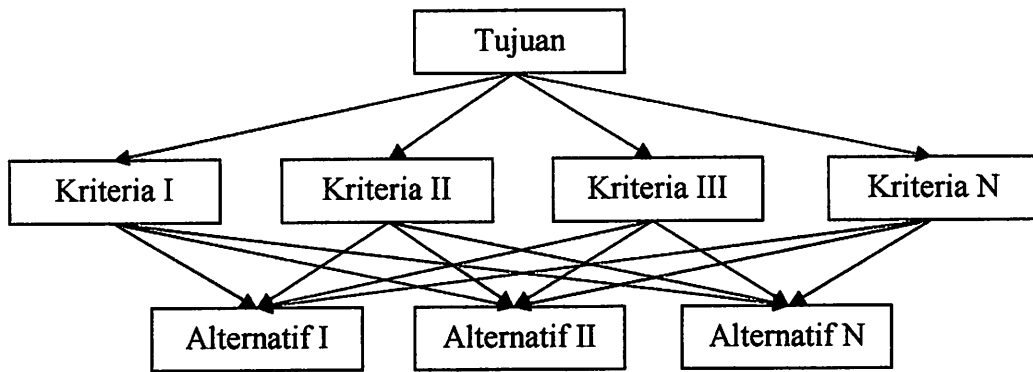 Tujuan
Kriteria I
Kriteria II
Kriteria III
Kriteria N
Alternatif I
Alternatif II
Alternatif N